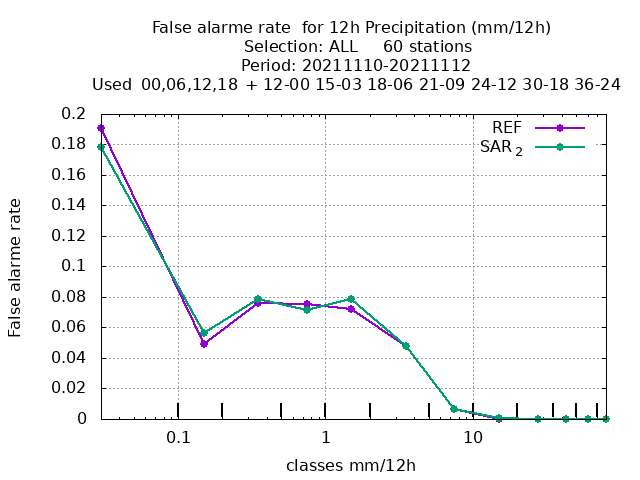 False alarme rate  for 12h Precipitation (mm/12h)
Selection: ALL     60 stations
Period: 20211110-20211112
Used  00,06,12,18  + 12-00 15-03 18-06 21-09 24-12 30-18 36-24
REF
SAR 2
0.2
0.18
0.16
0.14
0.12
0.1
0.08
0.06
0.04
0.02
0
False alarme rate
0.1 1 10
classes mm/12h